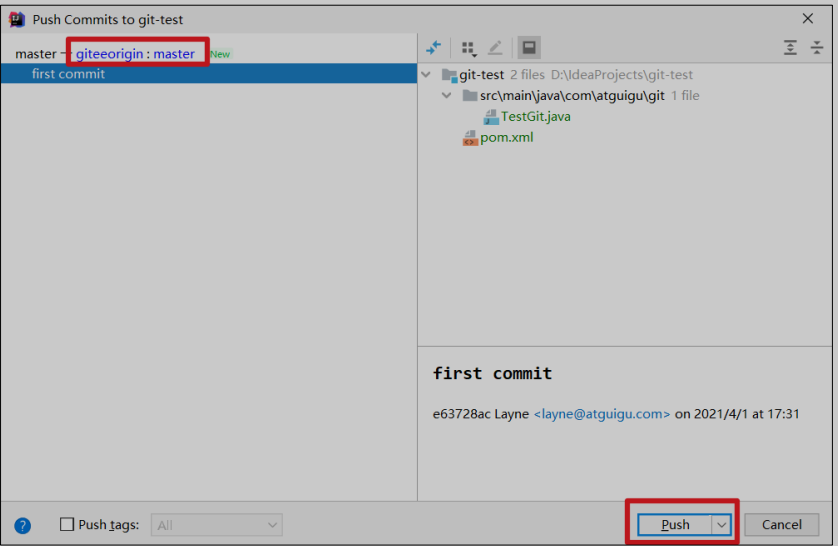 Push Commits to git-test
master → giteeorigin : master New
first commit
git-test 2 files D:\IdeaProjects\git-test
src\main\java\com\atguigu\git 1 file
TestGit.java
pom.xml
first commit
e63728ac Layne <layne@atguigu.com> on 2021/4/1 at 17:31
? Push tags: All
Push
Cancel